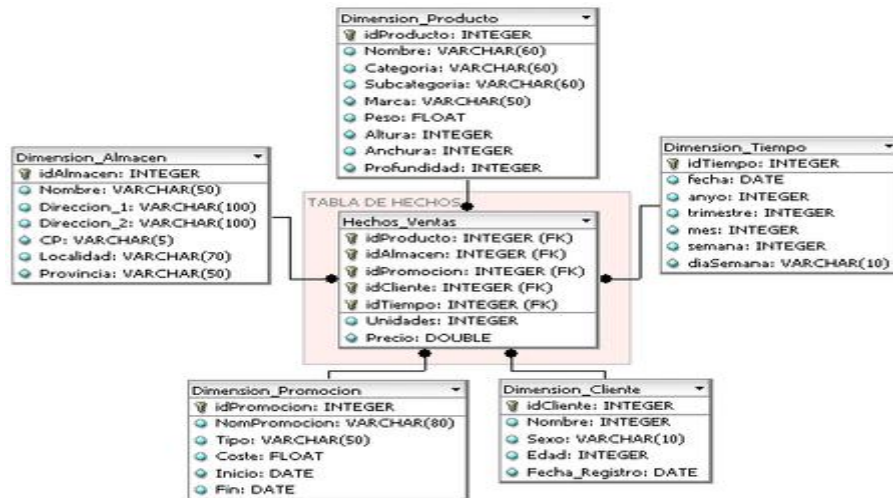 Dimension_Producto
idProducto: INTEGER
Nombre: VARCHAR(60)
Categoria: VARCHAR(60)
Subcategoria: VARCHAR(60)
Marca: VARCHAR(50)
Peso: FLOAT
Altura: INTEGER
Anchura: INTEGER
Profundidad: INTEGER
Dimension_Almacen
idAlmacen: INTEGER
Nombre: VARCHAR(50)
Direccion_1: VARCHAR(100)
Direccion_2: VARCHAR(100)
CP: VARCHAR(5)
Localidad: VARCHAR(70)
Provincia: VARCHAR(50)
Dimension_Tiempo
idTiempo: INTEGER
fecha: DATE
anyo: INTEGER
trimestre: INTEGER
mes: INTEGER
semana: INTEGER
diaSemana: VARCHAR(10)
TABLA DE HECHOS
Hechos_Ventas
idProducto: INTEGER (FK)
idAlmacen: INTEGER (FK)
idPromocion: INTEGER (FK)
idCliente: INTEGER (FK)
idTiempo: INTEGER (FK)
Unidades: INTEGER
Precio: DOUBLE
Dimension_Promocion
idPromocion: INTEGER
NomPromocion: VARCHAR(80)
Tipo: VARCHAR(50)
Coste: FLOAT
Inicio: DATE
Fin: DATE
Dimension_Cliente
idCliente: INTEGER
Nombre: INTEGER
Sexo: VARCHAR(10)
Edad: INTEGER
Fecha_Registro: DATE